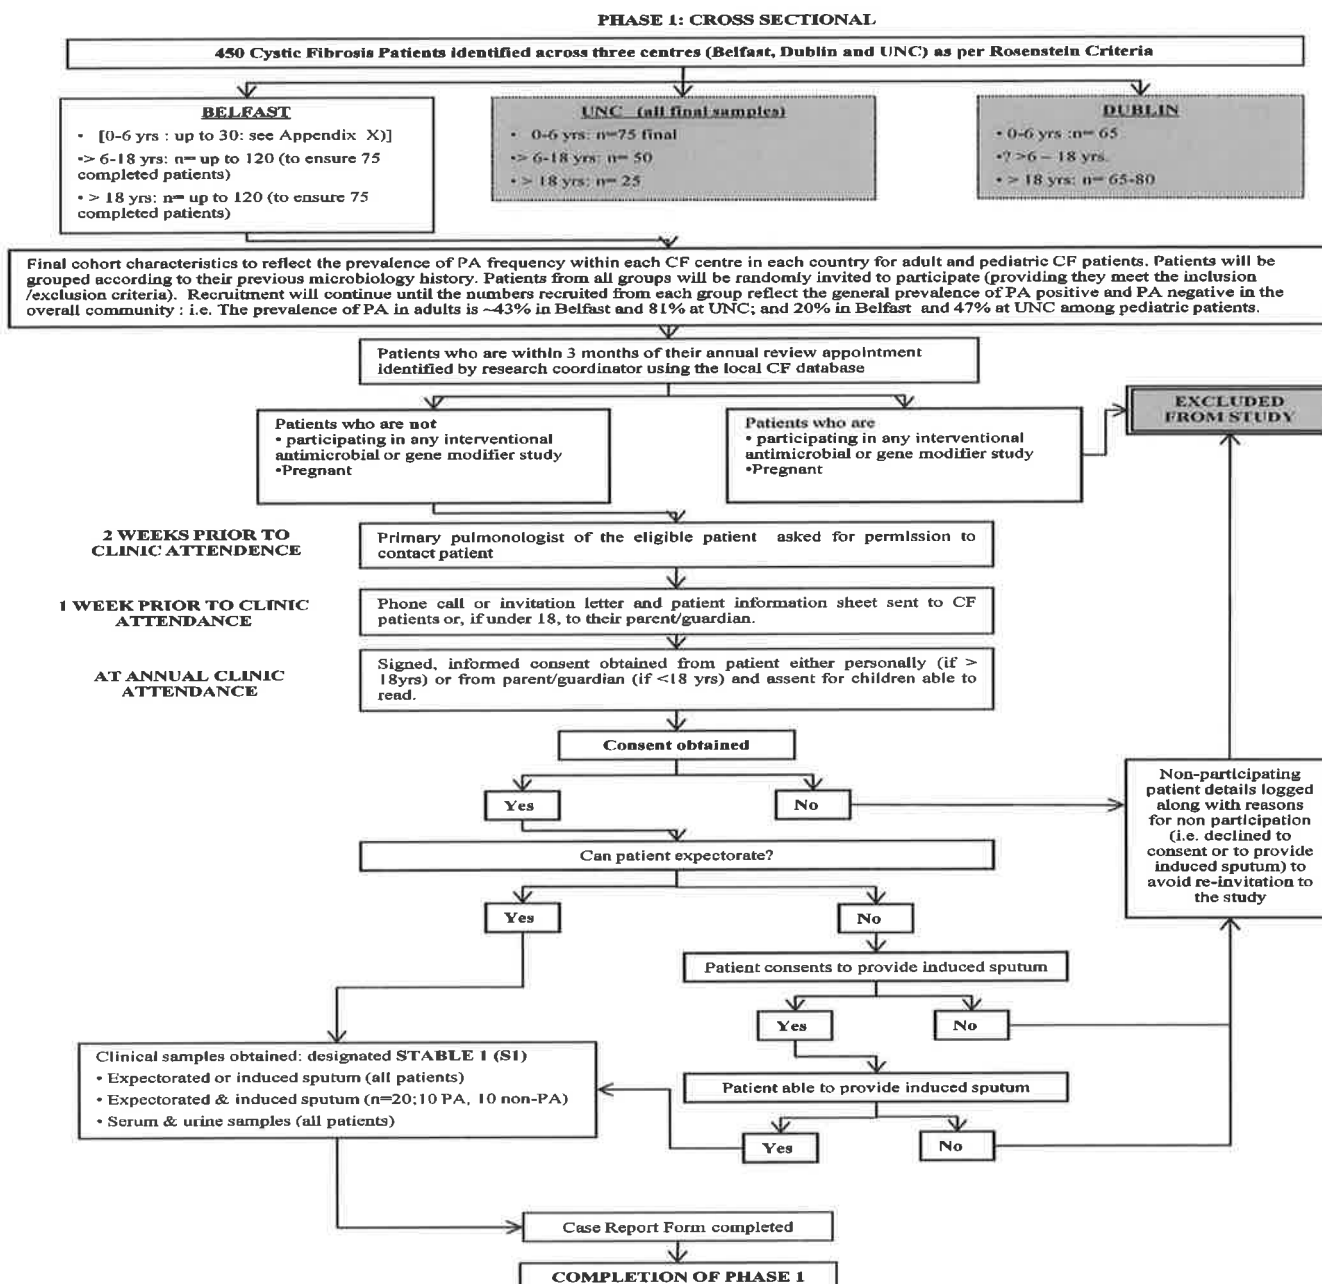 PHASE 1: CROSS SECTIONAL
450 Cystic Fibrosis Patients identified across three centres (Belfast, Dublin and UNC) as per Rosenstein Criteria
BELFAST
• [0-6 yrs : up to 30: see Appendix X)]
•> 6-18 yrs: n= up to 120 (to ensure 75
completed patients)
• > 18 yrs: n= up to 120 (to ensure 75
completed patients)
UNC (all final samples)
• 0-6 yrs: n=75 final
•> 6-18 yrs: n= 50
• > 18 yrs: n= 25
DUBLIN
• 0-6 yrs :n= 65
•? >6 – 18 yrs.
• > 18 yrs: n= 65-80
Final cohort characteristics to reflect the prevalence of PA frequency within each CF centre in each country for adult and pediatric CF patients. Patients will be
grouped according to their previous microbiology history. Patients from all groups will be randomly invited to participate (providing they meet the inclusion
/exclusion criteria). Recruitment will continue until the numbers recruited from each group reflect the general prevalence of PA positive and PA negative in the
overall community : i.e. The prevalence of PA in adults is ~43% in Belfast and 81% at UNC; and 20% in Belfast and 47% at UNC among pediatric patients.
Patients who are within 3 months of their annual review appointment
identified by research coordinator using the local CF database
EXCLUDED
FROM STUDY
Patients who are not
• participating in any interventional
antimicrobial or gene modifier study
•Pregnant
Patients who are
• participating in any interventional
antimicrobial or gene modifier study
•Pregnant
2 WEEKS PRIOR TO
CLINIC ATTENDENCE
Primary pulmonologist of the eligible patient asked for permission to
contact patient
1 WEEK PRIOR TO CLINIC
ATTENDANCE
Phone call or invitation letter and patient information sheet sent to CF
patients or, if under 18, to their parent/guardian.
AT ANNUAL CLINIC
ATTENDANCE
Signed, informed consent obtained from patient either personally (if >
18yrs) or from parent/guardian (if <18 yrs) and assent for children able to
read.
Consent obtained
Yes
No
Non-participating
patient details logged
along with reasons
for non participation
(i.e. declined to
consent or to provide
induced sputum) to
avoid re-invitation to
the study
Can patient expectorate?
Yes
No
Patient consents to provide induced sputum
Yes
No
Clinical samples obtained: designated STABLE 1 (S1)
• Expectorated or induced sputum (all patients)
• Expectorated & induced sputum (n=20;10 PA, 10 non-PA)
• Serum & urine samples (all patients)
Patient able to provide induced sputum
Yes
No
Case Report Form completed
COMPLETION OF PHASE 1